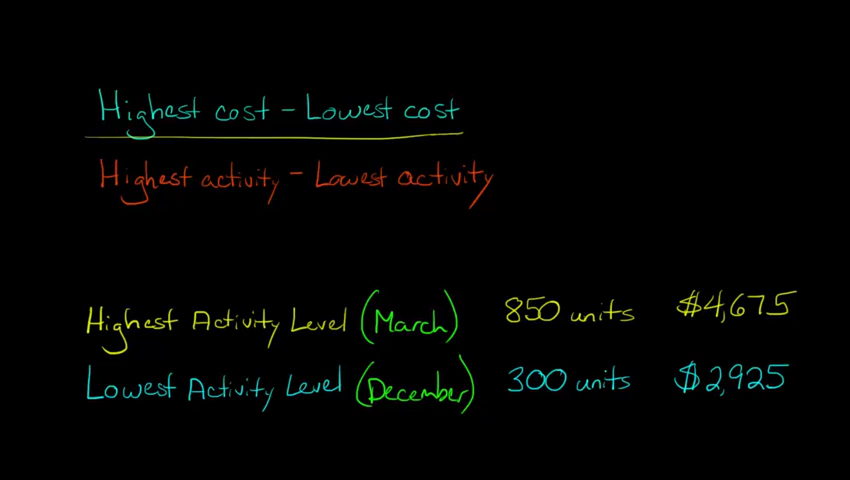 Highest cost - Lowest cost
Highest activity - Lowest activity
Highest Activity Level (March) 850 units $4,675
Lowest Activity Level (December) 300 units $2,925